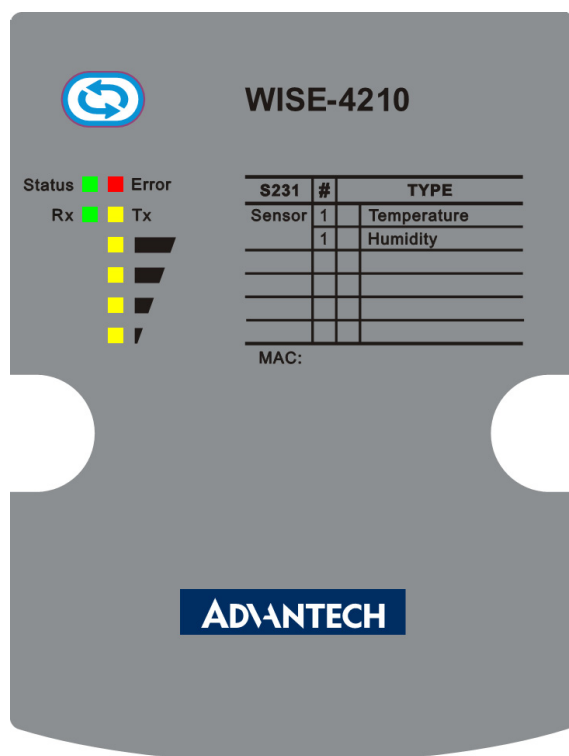 WISE-4210
Status Error
Rx Tx
S231 # TYPE
Sensor 1 Temperature
1 Humidity
MAC:
ADVANTECH